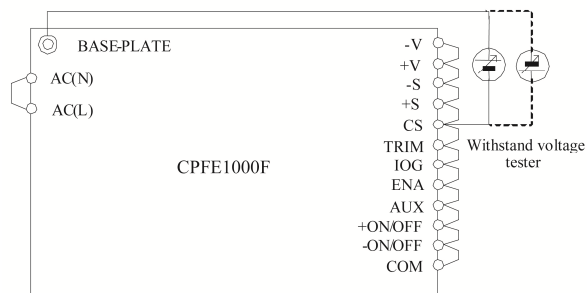 BASE-PLATE
AC(N)
AC(L)
CPFE1000F
-V
+V
-S
+S
CS
TRIM
IOG
ENA
AUX
+ON/OFF
-ON/OFF
COM
Withstand voltage
tester